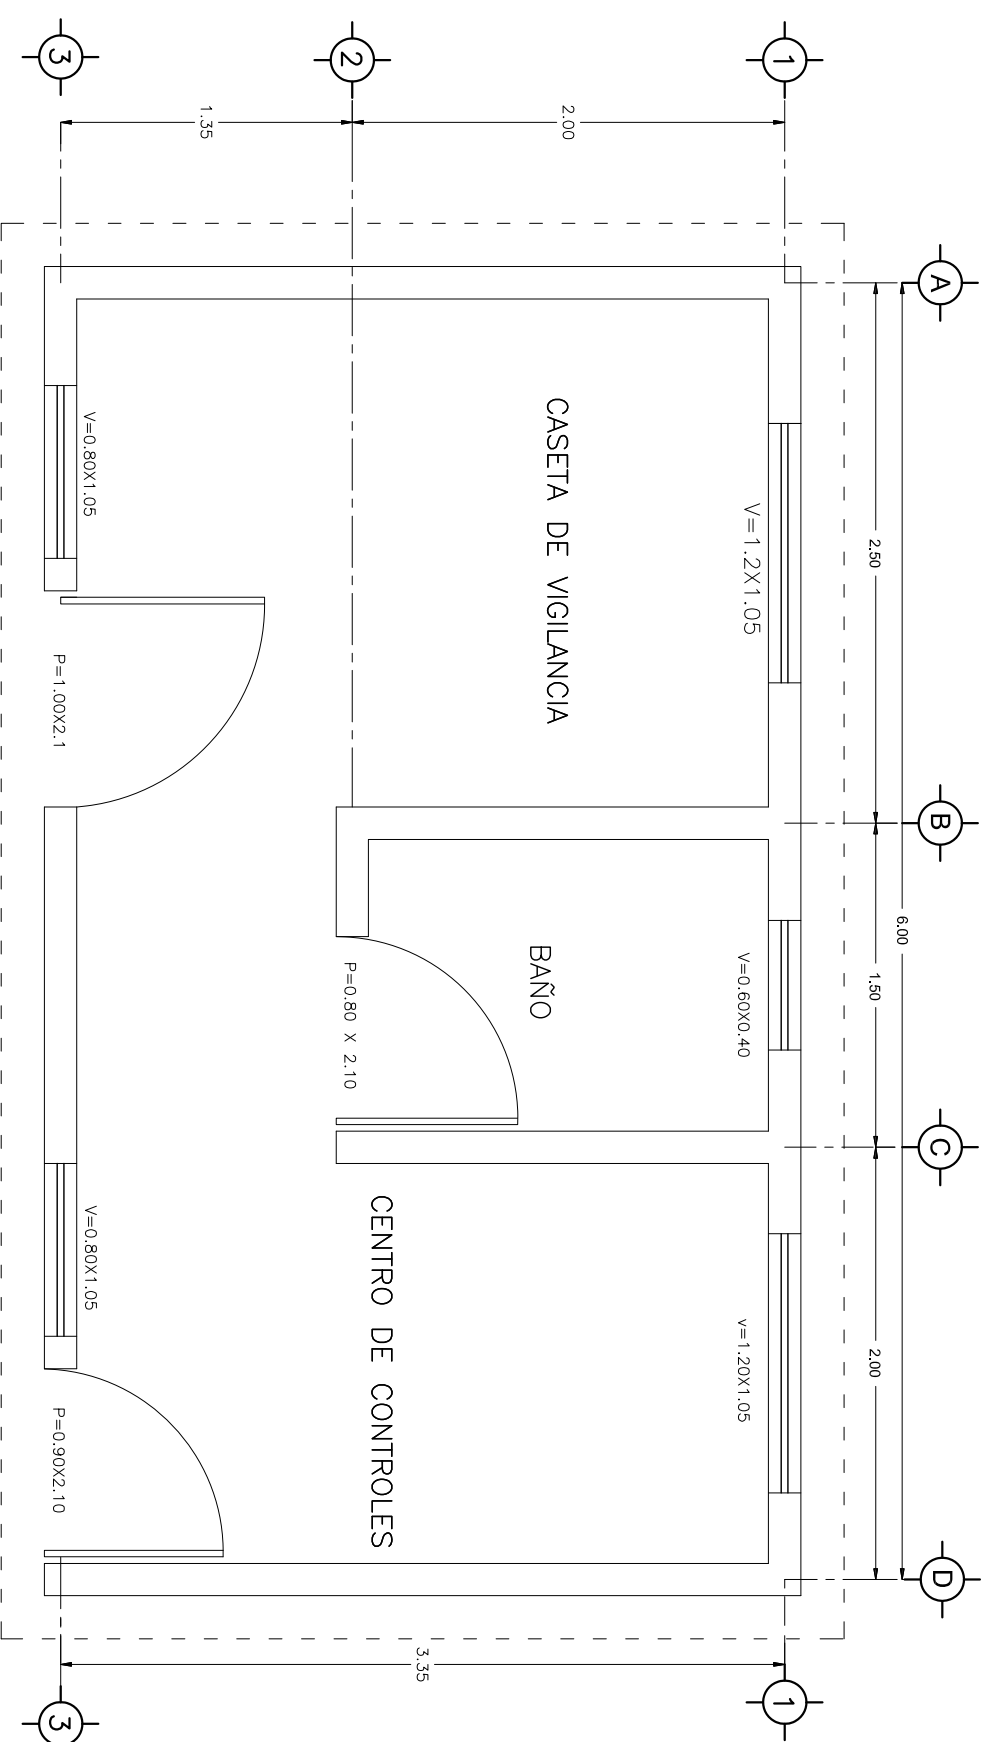 A
B
C
D
6.00
2.50
1.50
2.00
1
1
2.00
2
1.35
3
3
3.35
V=1.2X1.05
V=0.60X0.40
v=1.20X1.05
CASETA DE VIGILANCIA
BAÑO
CENTRO DE CONTROLES
P=0.80 X 2.10
V=0.80X1.05
V=0.80X1.05
P=1.00X2.1
P=0.90X2.10